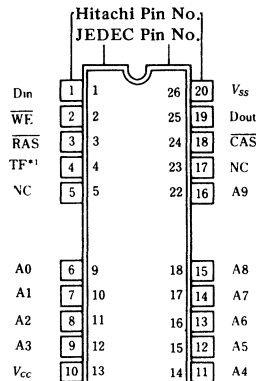 Hitachi Pin No.
JEDEC Pin No.
Din 1 1 26 20 Vss
WE 2 2 25 19 Dout
RAS 3 3 24 18 CAS
TF*1 4 4 23 17 NC
NC 5 5 22 16 A9
A0 6 9 18 15 A8
A1 7 10 17 14 A7
A2 8 11 16 13 A6
A3 9 12 15 12 A5
Vcc 10 13 14 11 A4